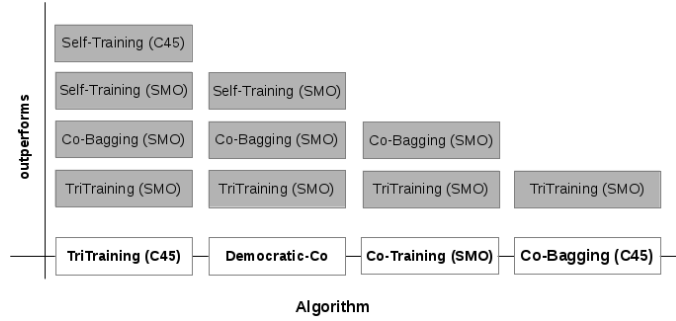 Self-Training (C45)
Self-Training (SMO) Self-Training (SMO)
Co-Bagging (SMO) Co-Bagging (SMO) Co-Bagging (SMO)
TriTraining (SMO) TriTraining (SMO) TriTraining (SMO) TriTraining (SMO)
outperforms
TriTraining (C45) Democratic-Co Co-Training (SMO) Co-Bagging (C45)
Algorithm